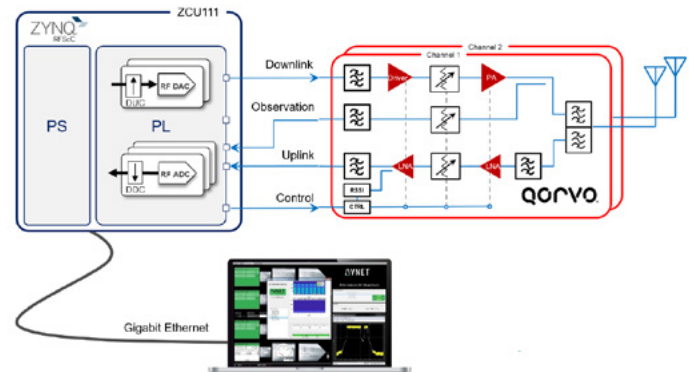 ZCU111
ZYNQ
RFSoC
PS
PL
DUC
RF DAC
DDC
RF ADC
Downlink
Observation
Uplink
Control
Channel 2
Channel 1
Driver
PA
LNA
LNA
RSSI
CTRL
QORVO
Gigabit Ethernet